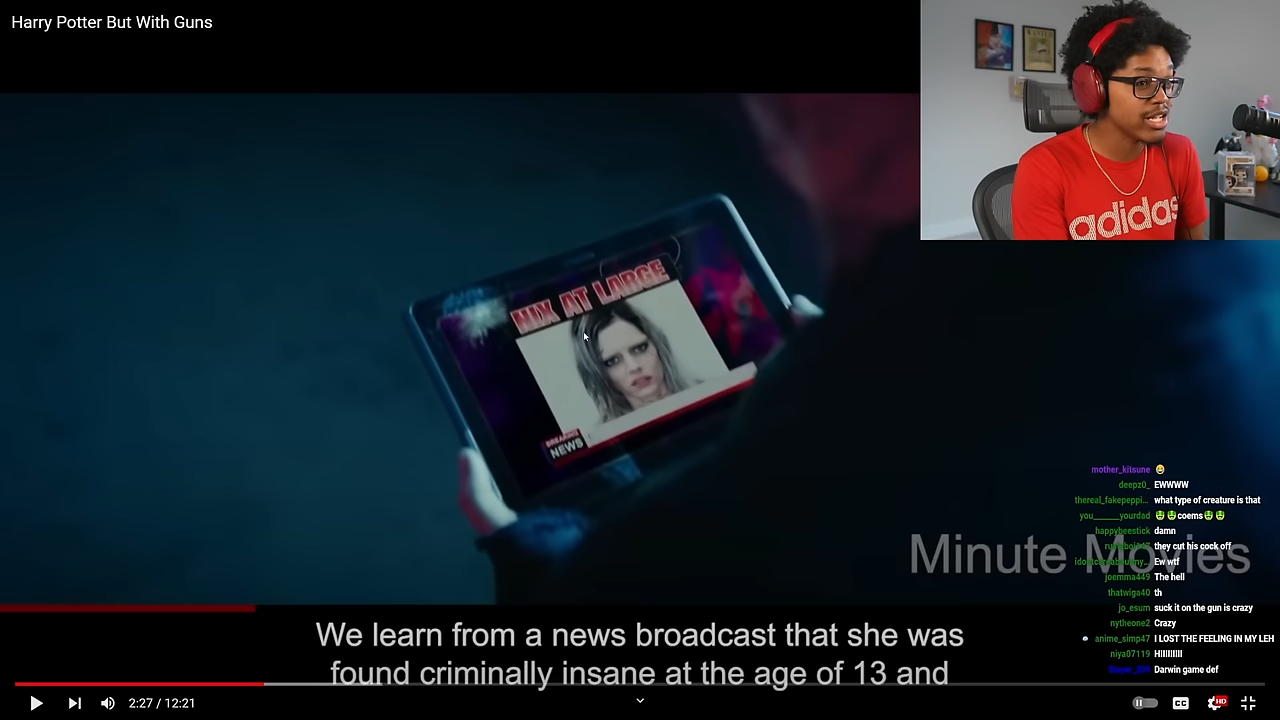 Harry Potter But With Guns
adidas
NIX AT LARGE
BREAKING
NEWS
Minute Movies
mother_kitsune 😂
deepz0_ EWWWW
thereal_fakepeppi... what type of creature is that
you______yourdad 🤢🤢coems🤢🤢
happybeestick damn
they cut his cock off
Ew wtf
joemma449 The hell
thatwiga40 th
jo_esum suck it on the gun is crazy
nytheone2 Crazy
anime_simp47 I LOST THE FEELING IN MY LEH
niya07119 HIIIIIIIII
Darwin game def
We learn from a news broadcast that she was
found criminally insane at the age of 13 and
2:27 / 12:21
CC
HD